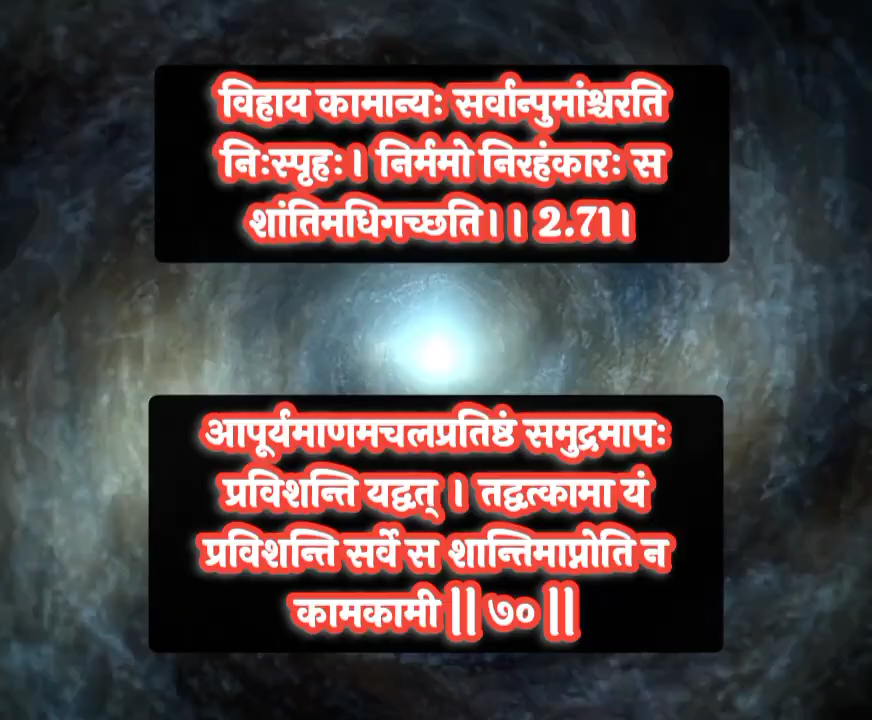 विहाय कामान्यः सर्वान्पुमांश्चरति
निःस्पृहः। निर्ममो निरहंकारः स
शांतिमधिगच्छति।। 2.71।
आपूर्यमाणमचलप्रतिष्ठं समुद्रमापः
प्रविशन्ति यद्वत् । तद्वत्कामा यं
प्रविशन्ति सर्वे स शान्तिमाप्नोति न
कामकामी || ७० ||